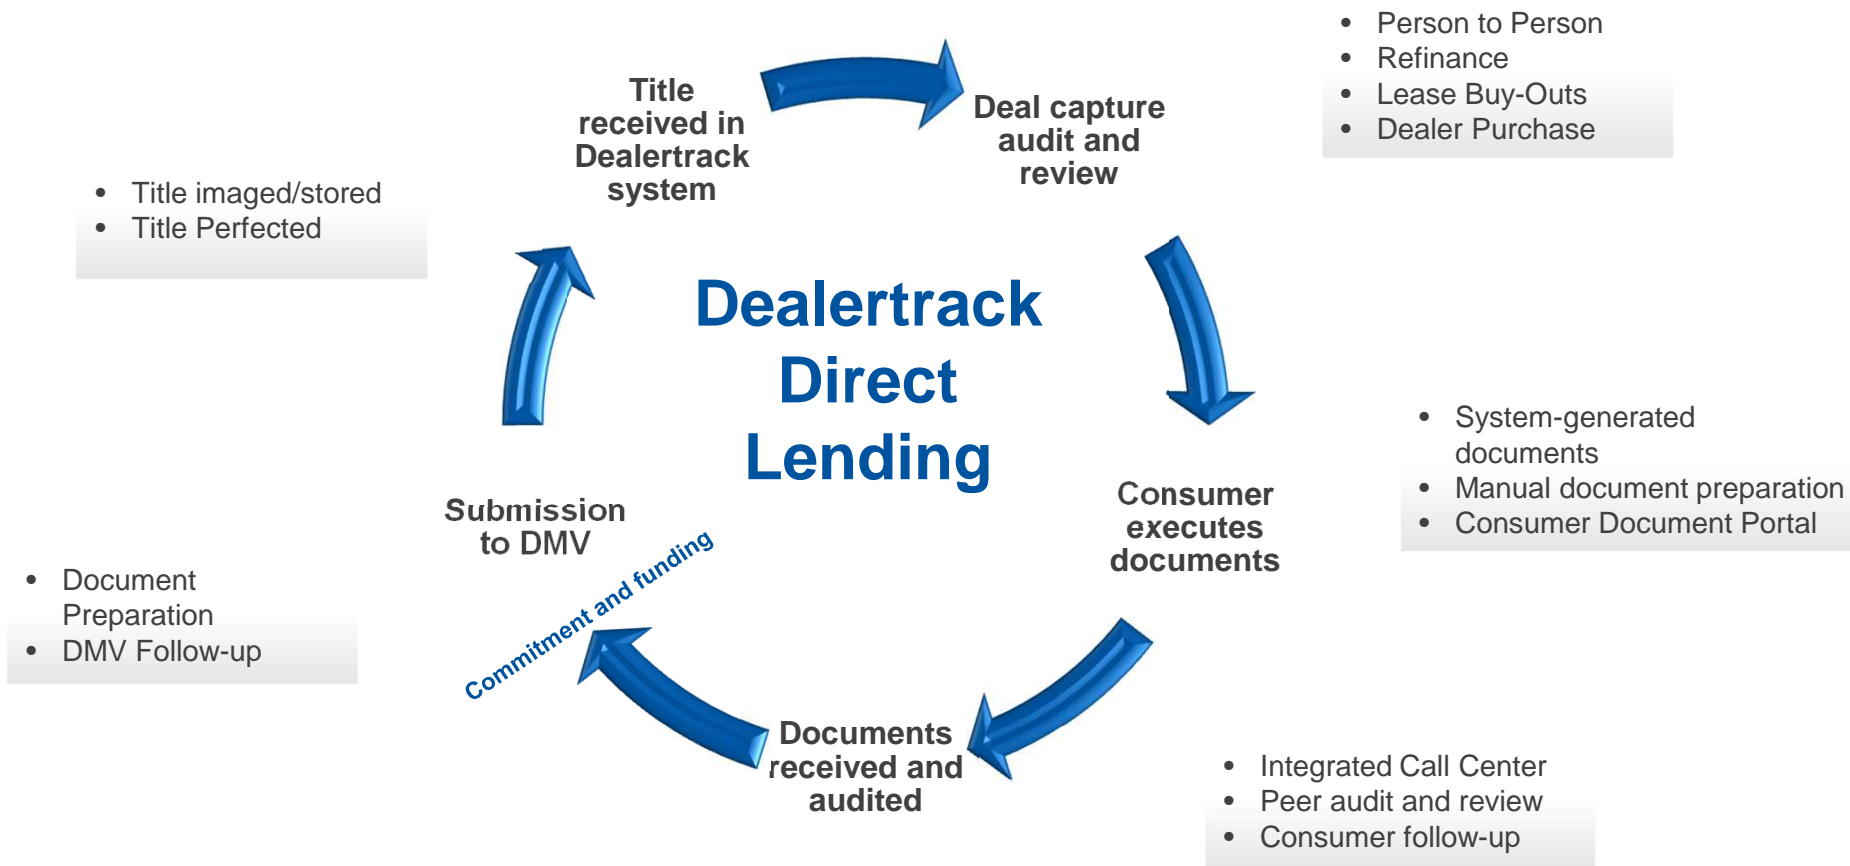 Title
received in
Dealertrack
system
Deal capture
audit and
review
• Person to Person
• Refinance
• Lease Buy-Outs
• Dealer Purchase
• Title imaged/stored
• Title Perfected
Dealertrack
Direct
Lending
Consumer
executes
documents
• System-generated
documents
• Manual document preparation
• Consumer Document Portal
Submission
to DMV
Commitment and funding
• Document
Preparation
• DMV Follow-up
Documents
received and
audited
• Integrated Call Center
• Peer audit and review
• Consumer follow-up